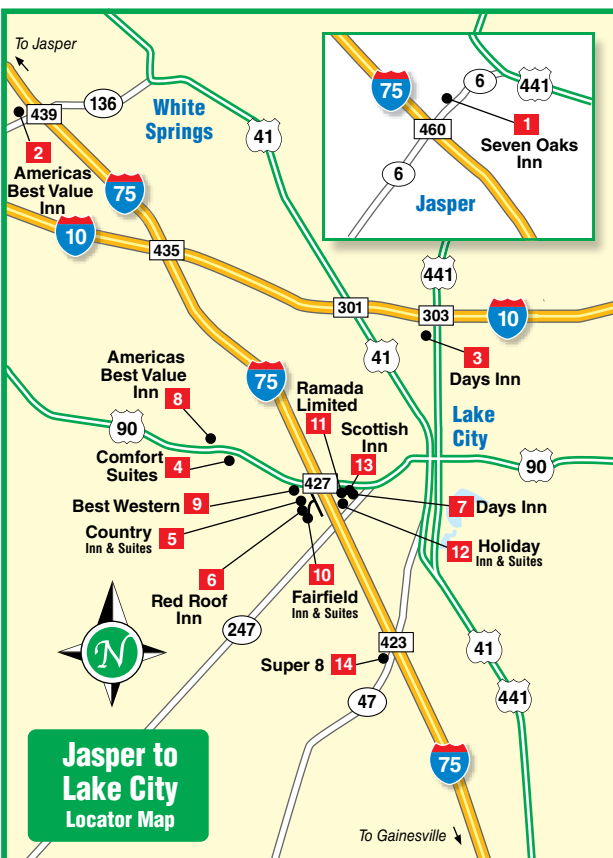 To Jasper
136
439
White
Springs
41
2
Americas
Best Value
Inn
75
10
435
6
441
75
1
460
Seven Oaks
Inn
6
Jasper
441
301
303
10
41
3
Days Inn
Americas
Best Value
Inn
8
75
Ramada
Limited
11
Scottish
Inn
13
Lake
City
90
Comfort
Suites
4
427
90
Best Western
9
7
Days Inn
Country
Inn & Suites
5
12
Holiday
Inn & Suites
6
Red Roof
Inn
10
Fairfield
Inn & Suites
N
247
423
41
Super 8
14
441
47
75
Jasper to
Lake City
Locator Map
To Gainesville